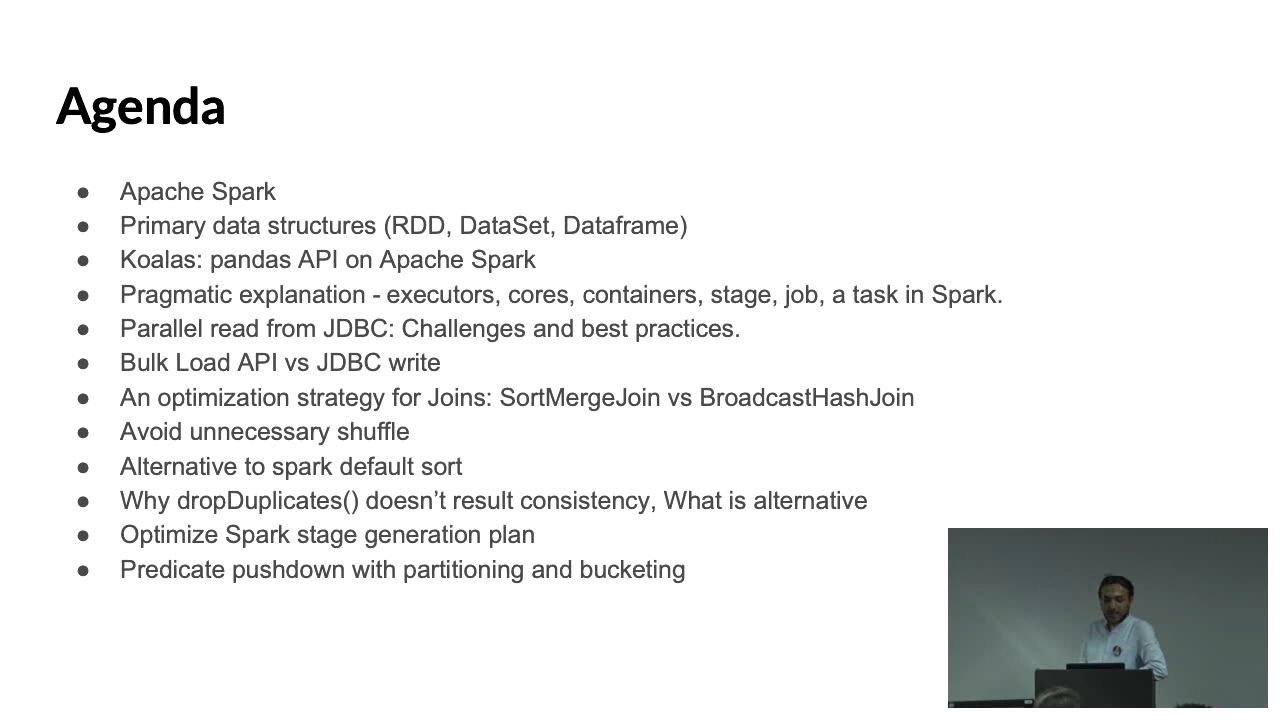 Agenda
● Apache Spark
● Primary data structures (RDD, DataSet, Dataframe)
● Koalas: pandas API on Apache Spark
● Pragmatic explanation - executors, cores, containers, stage, job, a task in Spark.
● Parallel read from JDBC: Challenges and best practices.
● Bulk Load API vs JDBC write
● An optimization strategy for Joins: SortMergeJoin vs BroadcastHashJoin
● Avoid unnecessary shuffle
● Alternative to spark default sort
● Why dropDuplicates() doesn’t result consistency, What is alternative
● Optimize Spark stage generation plan
● Predicate pushdown with partitioning and bucketing